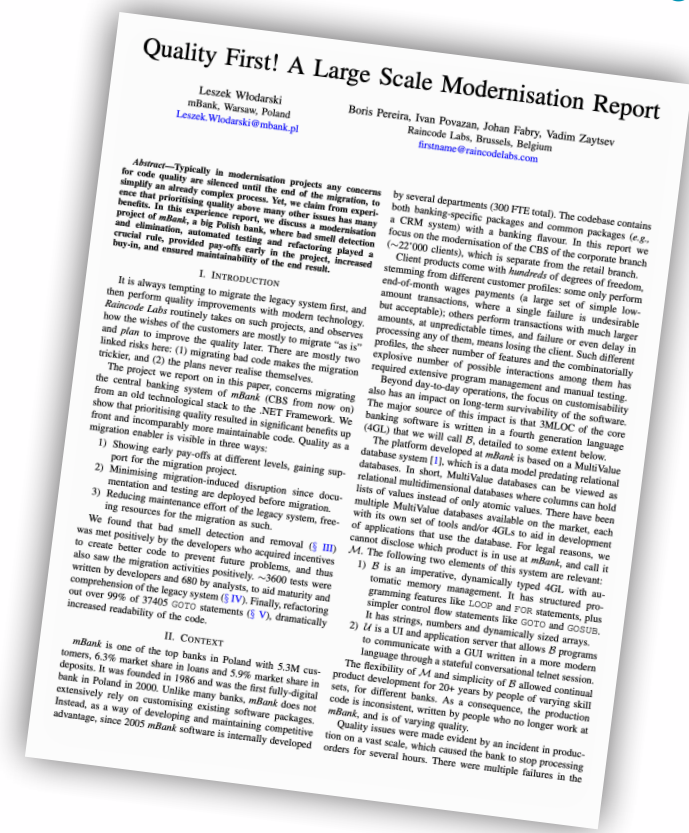 Quality First! A Large Scale Modernisation Report
Leszek Włodarski
mBank, Warsaw, Poland
Leszek.Wlodarski@mbank.pl
Boris Pereira, Ivan Povazan, Johan Fabry, Vadim Zaytsev
Raincode Labs, Brussels, Belgium
firstname@raincodelabs.com
Abstract—Typically in modernisation projects any concerns
for code quality are silenced until the end of the migration, to
simplify an already complex process. Yet, we claim from experi-
ence that prioritising quality above many other issues has many
benefits. In this experience report, we discuss a modernisation
project of mBank, a big Polish bank, where bad smell detection
and elimination, automated testing and refactoring played a
crucial rule, provided pay-offs early in the project, increased
buy-in, and ensured maintainability of the end result.
I. INTRODUCTION
It is always tempting to migrate the legacy system first, and
then perform quality improvements with modern technology.
Raincode Labs routinely takes on such projects, and observes
how the wishes of the customers are mostly to migrate “as is”
and plan to improve the quality later. There are mostly two
linked risks here: (1) migrating bad code makes the migration
trickier, and (2) the plans never realise themselves.
The project we report on in this paper, concerns migrating
the central banking system of mBank (CBS from now on)
from an old technological stack to the .NET Framework. We
show that prioritising quality resulted in significant benefits up
front and incomparably more maintainable code. Quality as a
migration enabler is visible in three ways:
1) Showing early pay-offs at different levels, gaining sup-
port for the migration project.
2) Minimising migration-induced disruption since docu-
mentation and testing are deployed before migration.
3) Reducing maintenance effort of the legacy system, free-
ing resources for the migration as such.
We found that bad smell detection and removal (§ III)
was met positively by the developers who acquired incentives
to create better code to prevent future problems, and thus
also saw the migration activities positively. ~3600 tests were
written by developers and 680 by analysts, to aid maturity and
comprehension of the legacy system (§ IV). Finally, refactoring
out over 99% of 37405 GOTO statements (§ V), dramatically
increased readability of the code.
II. CONTEXT
mBank is one of the top banks in Poland with 5.3M cus-
tomers, 6.3% market share in loans and 5.9% market share in
deposits. It was founded in 1986 and was the first fully-digital
bank in Poland in 2000. Unlike many banks, mBank does not
extensively rely on customising existing software packages.
Instead, as a way of developing and maintaining competitive
advantage, since 2005 mBank software is internally developed
by several departments (300 FTE total). The codebase contains
both banking-specific packages and common packages (e.g.,
a CRM system) with a banking flavour. In this report we
focus on the modernisation of the CBS of the corporate branch
(~22’000 clients), which is separate from the retail branch.
Client products come with hundreds of degrees of freedom,
stemming from different customer profiles: some only perform
end-of-month wages payments (a large set of simple low-
amount transactions, where a single failure is undesirable
but acceptable); others perform transactions with much larger
amounts, at unpredictable times, and failure or even delay in
processing any of them, means losing the client. Such different
profiles, the sheer number of features and the combinatorially
explosive number of possible interactions among them has
required extensive program management and manual testing.
Beyond day-to-day operations, the focus on customisability
also has an impact on long-term survivability of the software.
The major source of this impact is that 3MLOC of the core
banking software is written in a fourth generation language
(4GL) that we will call B, detailed to some extent below.
The platform developed at mBank is based on a MultiValue
database system [1], which is a data model predating relational
databases. In short, MultiValue databases can be viewed as
relational multidimensional databases where columns can hold
lists of values instead of only atomic values. There have been
multiple MultiValue databases available on the market, each
with its own set of tools and/or 4GLs to aid in development
of applications that use the database. For legal reasons, we
cannot disclose which product is in use at mBank, and call it
M. The following two elements of this system are relevant:
1) B is an imperative, dynamically typed 4GL with au-
tomatic memory management. It has structured pro-
gramming features like LOOP and FOR statements, plus
simpler control flow statements like GOTO and GOSUB.
It has strings, numbers and dynamically sized arrays.
2) U is a UI and application server that allows B programs
to communicate with a GUI written in a more modern
language through a stateful conversational telnet session.
The flexibility of M and simplicity of B allowed continual
product development for 20+ years by people of varying skill
sets, for different banks. As a consequence, the production
code is inconsistent, written by people who no longer work at
mBank, and is of varying quality.
Quality issues were made evident by an incident in produc-
tion on a vast scale, which caused the bank to stop processing
orders for several hours. There were multiple failures in the